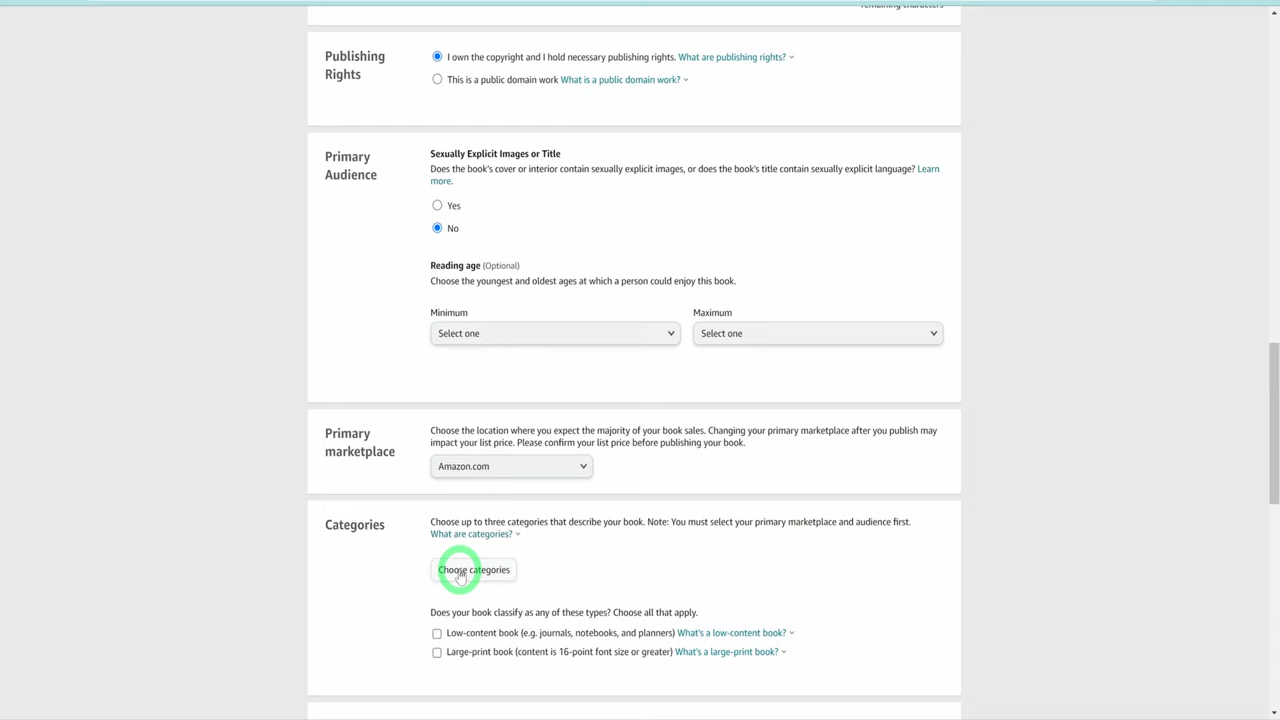 remaining characters
Publishing
Rights
I own the copyright and I hold necessary publishing rights. What are publishing rights?
This is a public domain work What is a public domain work?
Primary
Audience
Sexually Explicit Images or Title
Does the book's cover or interior contain sexually explicit images, or does the book's title contain sexually explicit language? Learn
more.
Yes
No
Reading age (Optional)
Choose the youngest and oldest ages at which a person could enjoy this book.
Minimum
Maximum
Select one
Select one
Primary
marketplace
Choose the location where you expect the majority of your book sales. Changing your primary marketplace after you publish may
impact your list price. Please confirm your list price before publishing your book.
Amazon.com
Categories
Choose up to three categories that describe your book. Note: You must select your primary marketplace and audience first.
What are categories?
Choose categories
Does your book classify as any of these types? Choose all that apply.
Low-content book (e.g. journals, notebooks, and planners) What's a low-content book?
Large-print book (content is 16-point font size or greater) What's a large-print book?